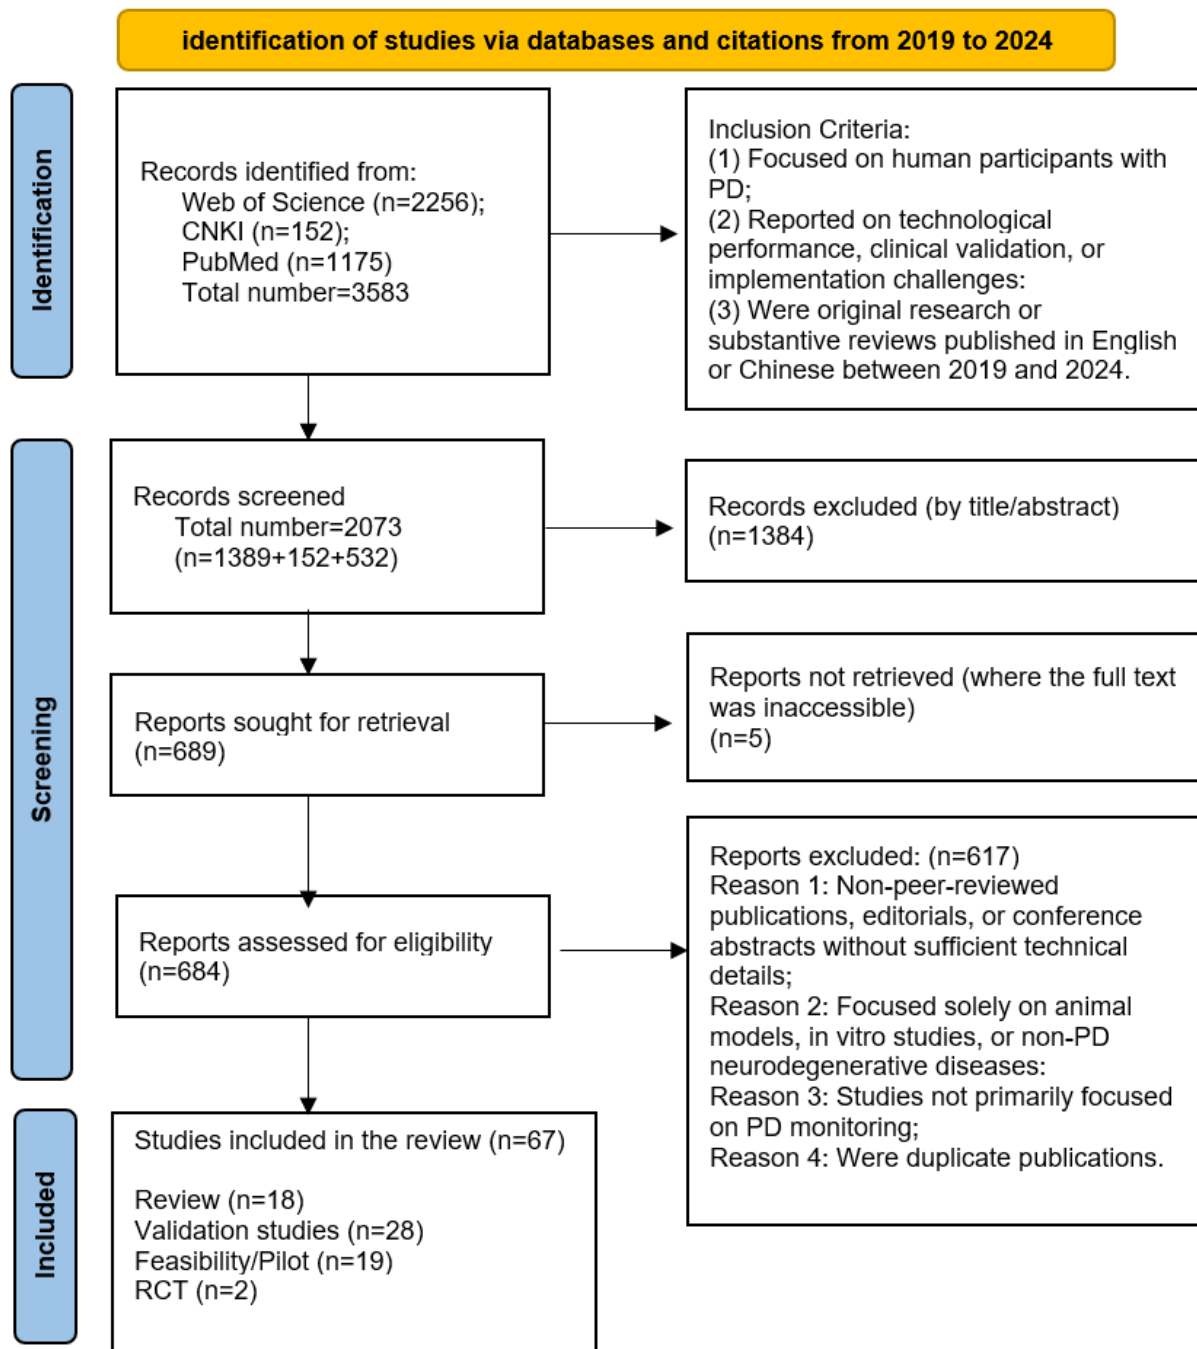 identification of studies via databases and citations from 2019 to 2024
Identification
Records identified from:
Web of Science (n=2256);
CNKI (n=152);
PubMed (n=1175)
Total number=3583
Inclusion Criteria:
(1) Focused on human participants with
PD;
(2) Reported on technological
performance, clinical validation, or
implementation challenges:
(3) Were original research or
substantive reviews published in English
or Chinese between 2019 and 2024.
Screening
Records screened
Total number=2073
(n=1389+152+532)
Records excluded (by title/abstract)
(n=1384)
Reports sought for retrieval
(n=689)
Reports not retrieved (where the full text
was inaccessible)
(n=5)
Reports assessed for eligibility
(n=684)
Reports excluded: (n=617)
Reason 1: Non-peer-reviewed
publications, editorials, or conference
abstracts without sufficient technical
details;
Reason 2: Focused solely on animal
models, in vitro studies, or non-PD
neurodegenerative diseases:
Reason 3: Studies not primarily focused
on PD monitoring;
Reason 4: Were duplicate publications.
Included
Studies included in the review (n=67)
Review (n=18)
Validation studies (n=28)
Feasibility/Pilot (n=19)
RCT (n=2)